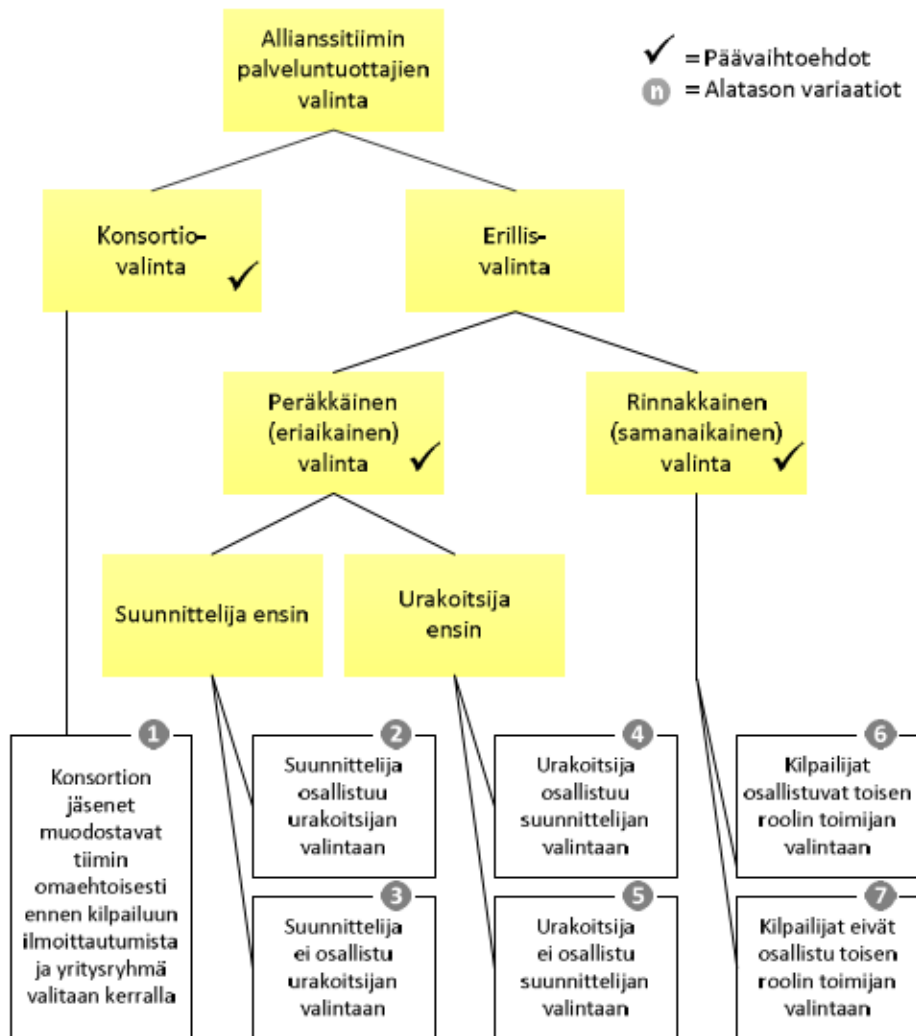 Allianssitiimin
palveluntuottajien
valinta
✓ = Päävaihtoehdot
n = Alatason variaatiot
Konsortio-
valinta
Erillis-
valinta
Peräkkäinen
(eriaikainen)
valinta
Rinnakkainen
(samanaikainen)
valinta
Suunnittelija ensin
Urakoitsija
ensin
1
Konsortion
jäsenet
muodostavat
tiimin
omaehtoisesti
ennen kilpailuun
ilmoittautumista
ja yritysryhmä
valitaan kerralla
2
Suunnittelija
osallistuu
urakoitsijan
valintaan
3
Suunnittelija
ei osallistu
urakoitsijan
valintaan
4
Urakoitsija
osallistuu
suunnittelijan
valintaan
5
Urakoitsija
ei osallistu
suunnittelijan
valintaan
6
Kilpailijat
osallistuvat toisen
roolin toimijan
valintaan
7
Kilpailijat eivät
osallistu toisen
roolin toimijan
valintaan